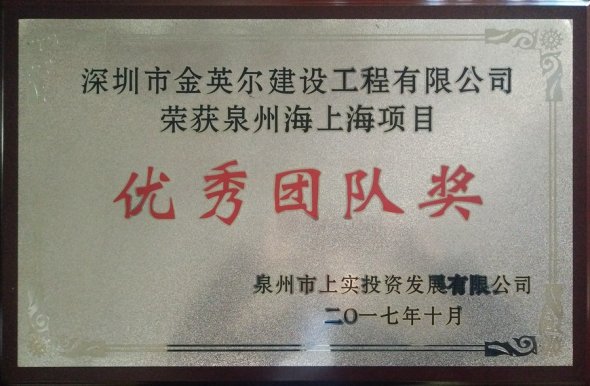 深圳市金英尔建设工程有限公司
荣获泉州海上海项目
优秀团队奖
泉州市上实投资发展有限公司
二〇一七年十月